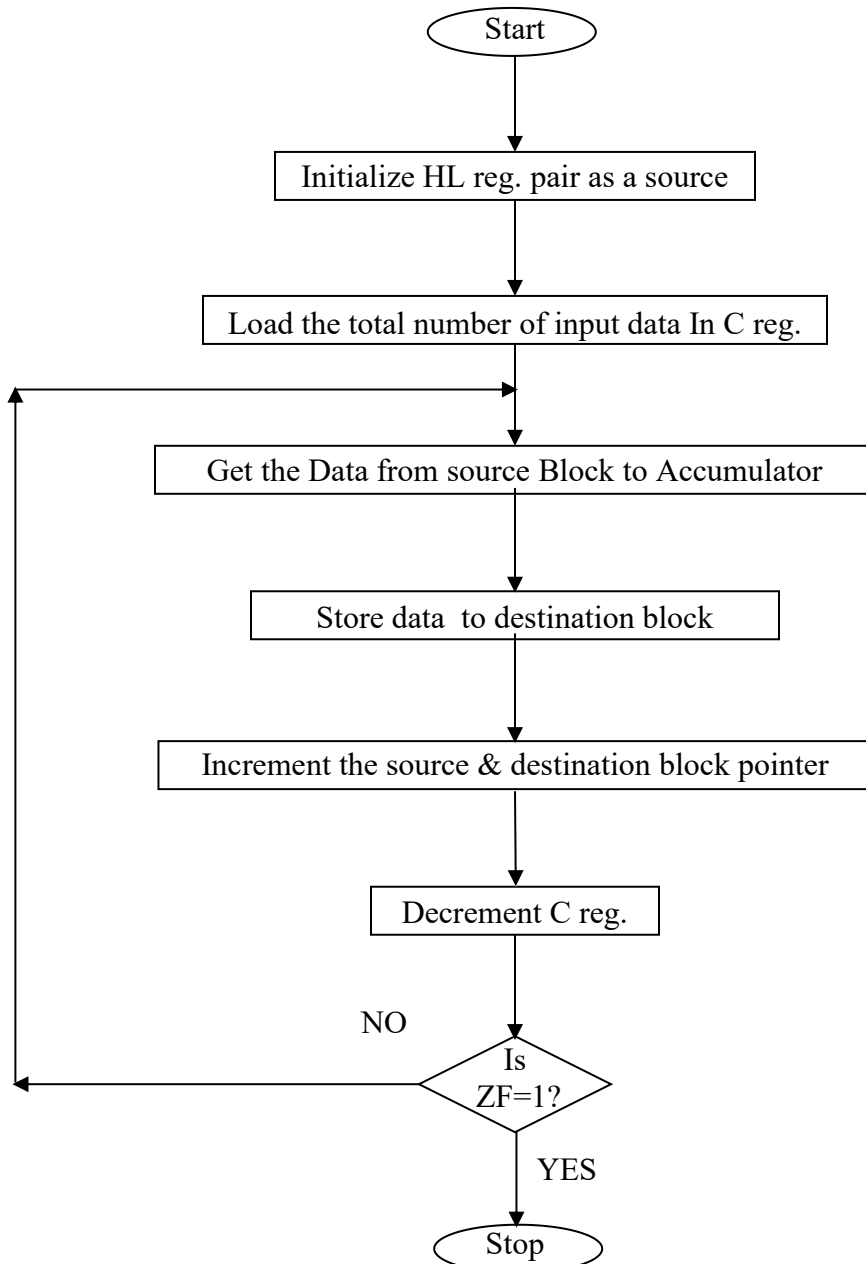 Start
Initialize HL reg. pair as a source
Load the total number of input data In C reg.
Get the Data from source Block to Accumulator
Store data  to destination block
Increment the source & destination block pointer
Decrement C reg.
NO
Is
ZF=1?
YES
Stop